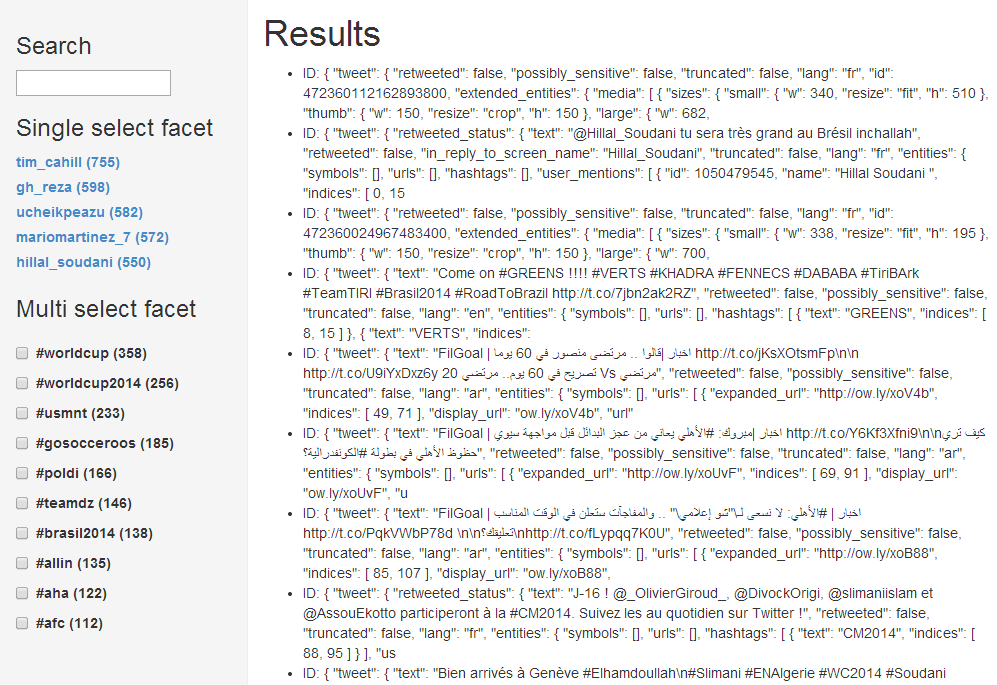 Search
Single select facet
tim_cahill (755)
gh_reza (598)
ucheikpeazu (582)
mariomartinez_7 (572)
hillal_soudani (550)
Multi select facet
#worldcup (358)
#worldcup2014 (256)
#usmnt (233)
#gosocceroos (185)
#poldi (166)
#teamdz (146)
#brasil2014 (138)
#allin (135)
#aha (122)
#afc (112)
Results
• ID: { "tweet": { "retweeted": false, "possibly_sensitive": false, "truncated": false, "lang": "fr", "id":
472360112162893800, "extended_entities": { "media": [ { "sizes": { "small": { "w": 340, "resize": "fit", "h": 510 },
"thumb": { "w": 150, "resize": "crop", "h": 150 }, "large": { "w": 682,
• ID: { "tweet": { "retweeted_status": { "text": "@Hillal_Soudani tu sera très grand au Brésil inchallah",
"retweeted": false, "in_reply_to_screen_name": "Hillal_Soudani", "truncated": false, "lang": "fr", "entities": {
"symbols": [], "urls": [], "hashtags": [], "user_mentions": [ { "id": 1050479545, "name": "Hillal Soudani ",
"indices": [ 0, 15
• ID: { "tweet": { "retweeted": false, "possibly_sensitive": false, "truncated": false, "lang": "fr", "id":
472360024967483400, "extended_entities": { "media": [ { "sizes": { "small": { "w": 338, "resize": "fit", "h": 195 },
"thumb": { "w": 150, "resize": "crop", "h": 150 }, "large": { "w": 700,
• ID: { "tweet": { "text": "Come on #GREENS !!!! #VERTS #KHADRA #FENNECS #DABABA #TiriBArk
#TeamTIRI #Brasil2014 #RoadToBrazil http://t.co/7jbn2ak2RZ", "retweeted": false, "possibly_sensitive": false,
"truncated": false, "lang": "en", "entities": { "symbols": [], "urls": [], "hashtags": [ { "text": "GREENS", "indices": [
8, 15 ] }, { "text": "VERTS", "indices":
• ID: { "tweet": { "text": "FilGoal | اخبار |قالوا .. مرتضى منصور في 60 يوما http://t.co/jKsXOtsmFp\n\n
http://t.co/U9iYxDxz6y 20 تصريح في 60 يوم.. مرتضي Vs مرتضي", "retweeted": false, "possibly_sensitive": false,
"truncated": false, "lang": "ar", "entities": { "symbols": [], "urls": [ { "expanded_url": "http://ow.ly/xoV4b",
"indices": [ 49, 71 ], "display_url": "ow.ly/xoV4b", "url"
• ID: { "tweet": { "text": "FilGoal | اخبار |مبروك: #الأهلي يعاني من عجز البدائل قبل مواجهة سيوي http://t.co/Y6Kf3Xfni9\n\nكيف تري
حظوظ الأهلي في بطولة #الكونفدرالية؟", "retweeted": false, "possibly_sensitive": false, "truncated": false, "lang": "ar",
"entities": { "symbols": [], "urls": [ { "expanded_url": "http://ow.ly/xoUvF", "indices": [ 69, 91 ], "display_url":
"ow.ly/xoUvF", "u
• ID: { "tweet": { "text": "FilGoal | اخبار | #الأهلي: لا نسعى لـ\"شو إعلامي\" .. والمفاجآت ستعلن في الوقت المناسب
http://t.co/PqkVWbP78d \n\nتعليقك؟\nhttp://t.co/fLypqq7K0U", "retweeted": false, "possibly_sensitive": false,
"truncated": false, "lang": "ar", "entities": { "symbols": [], "urls": [ { "expanded_url": "http://ow.ly/xoB88",
"indices": [ 85, 107 ], "display_url": "ow.ly/xoB88",
• ID: { "tweet": { "retweeted_status": { "text": "J-16 ! @_OlivierGiroud_, @DivockOrigi, @slimaniislam et
@AssouEkotto participeront à la #CM2014. Suivez les au quotidien sur Twitter !", "retweeted": false,
"truncated": false, "lang": "fr", "entities": { "symbols": [], "urls": [], "hashtags": [ { "text": "CM2014", "indices": [
88, 95 ] } ], "us
• ID: { "tweet": { "text": "Bien arrivés à Genève #Elhamdoullah\n#Slimani #ENAlgerie #WC2014 #Soudani